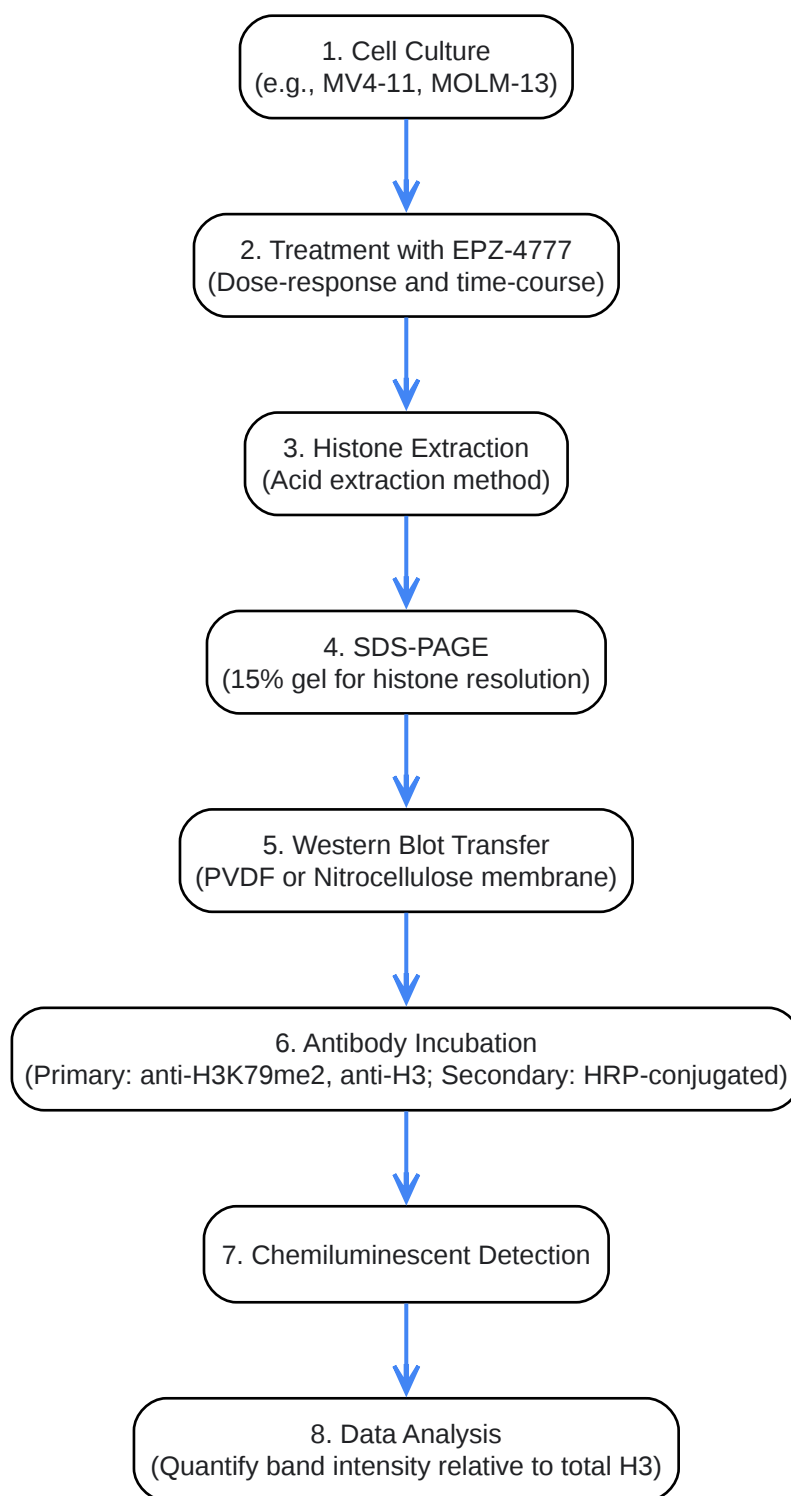 1. Cell Culture
(e.g., MV4-11, MOLM-13)
2. Treatment with EPZ-4777
(Dose-response and time-course)
3. Histone Extraction
(Acid extraction method)
4. SDS-PAGE
(15% gel for histone resolution)
5. Western Blot Transfer
(PVDF or Nitrocellulose membrane)
6. Antibody Incubation
(Primary: anti-H3K79me2, anti-H3; Secondary: HRP-conjugated)
7. Chemiluminescent Detection
8. Data Analysis
(Quantify band intensity relative to total H3)